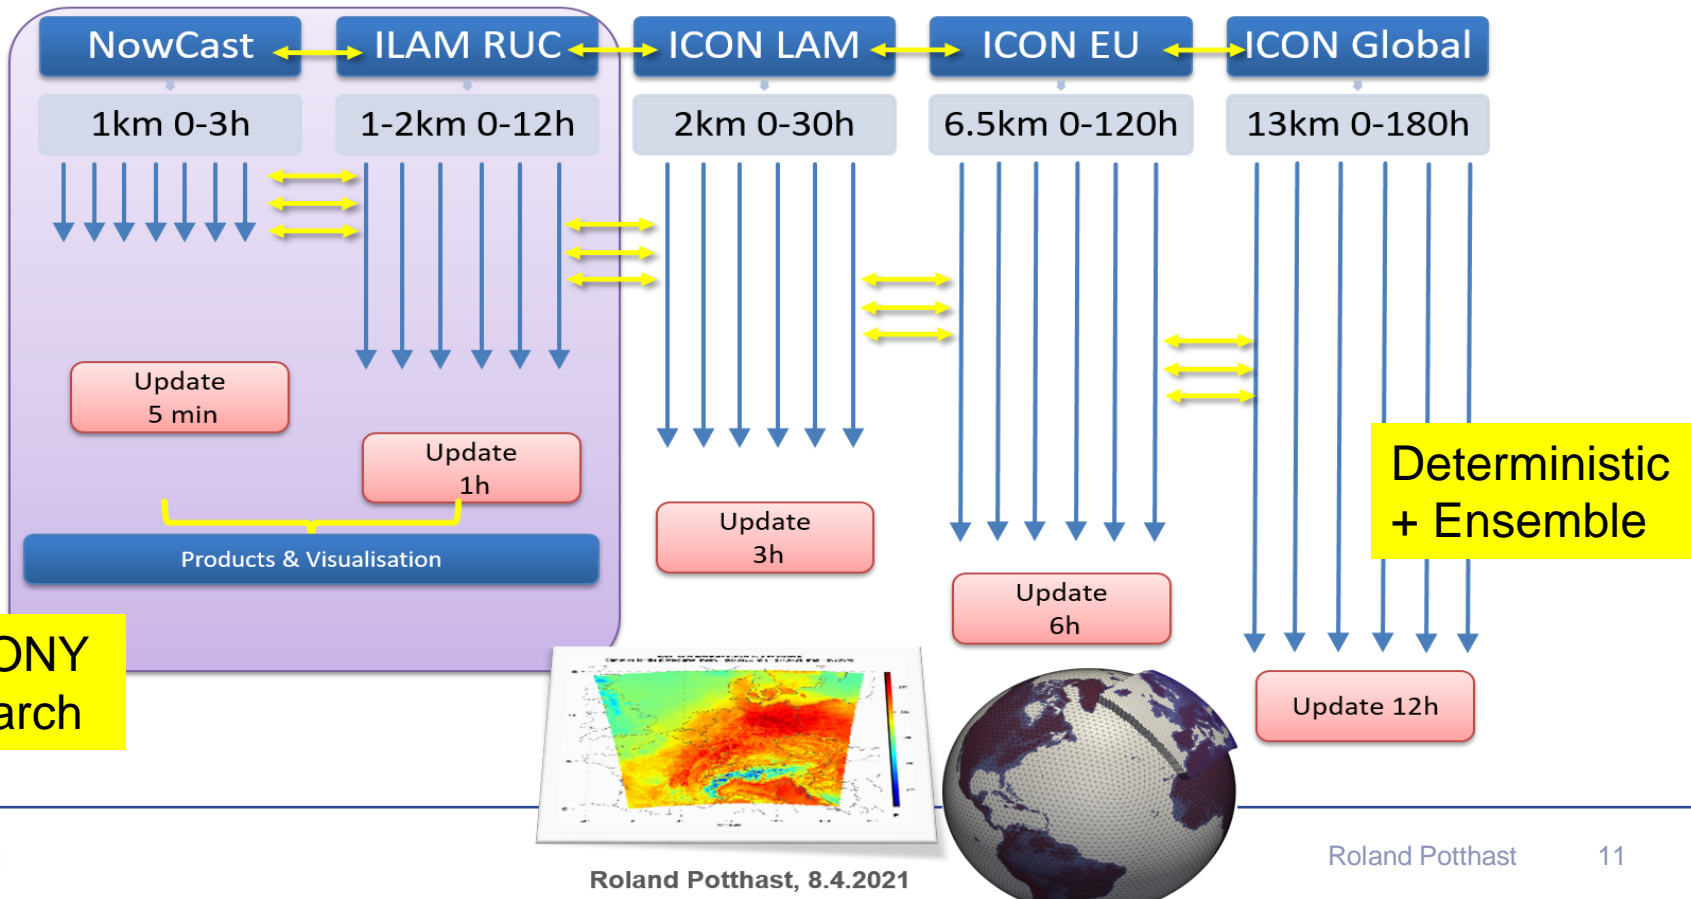 NowCast
ILAM RUC
ICON LAM
ICON EU
ICON Global
1km 0-3h
1-2km 0-12h
2km 0-30h
6.5km 0-120h
13km 0-180h
Update
5 min
Update
1h
Update
3h
Update
6h
Update 12h
Products & Visualisation
Deterministic
+ Ensemble
ONY
arch
Roland Potthast, 8.4.2021
Roland Potthast
11